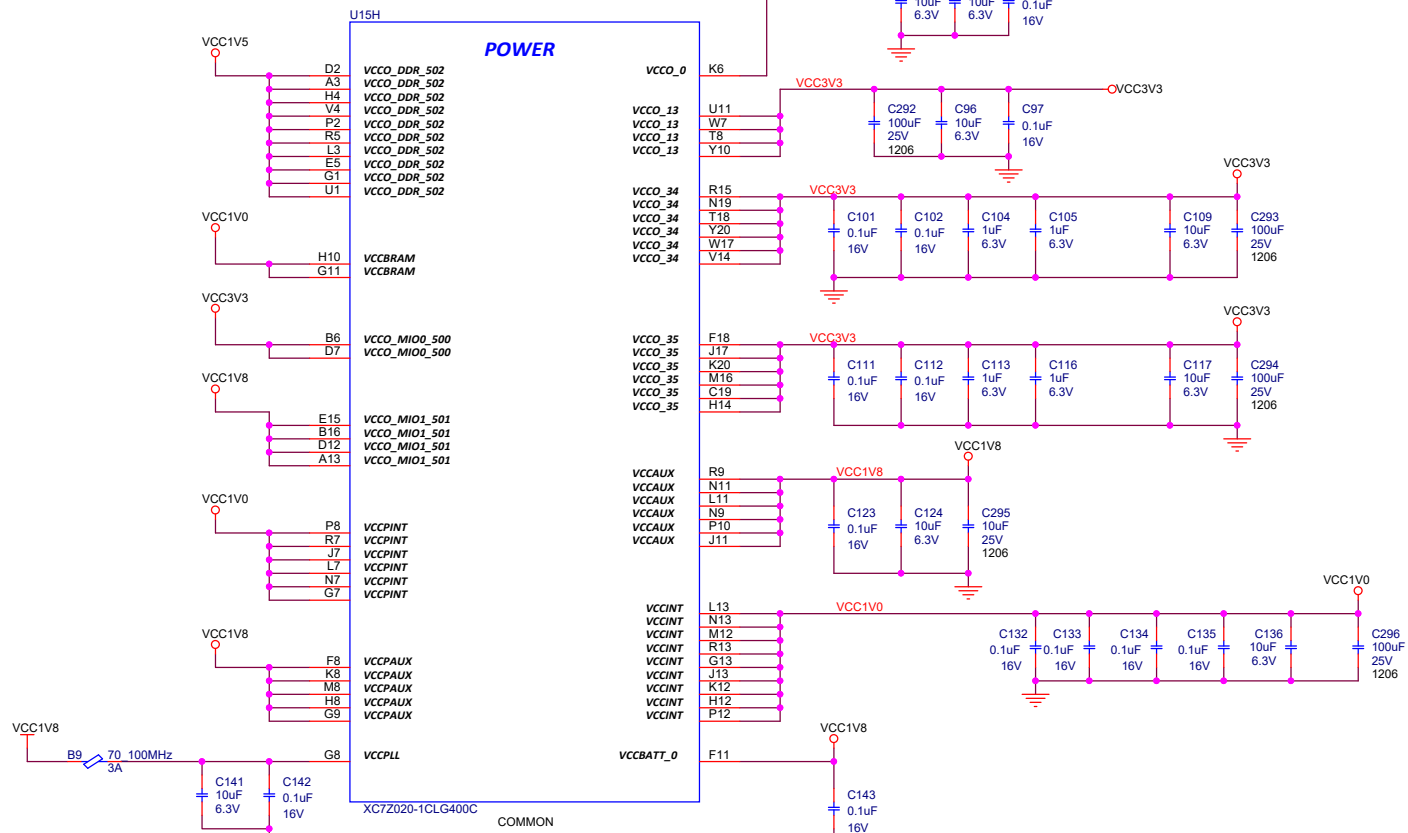 10uF
10uF
0.1uF
6.3V
6.3V
16V
U15H
POWER
VCC1V5
D2 VCCO_DDR_502
A3 VCCO_DDR_502
H4 VCCO_DDR_502
V4 VCCO_DDR_502
P2 VCCO_DDR_502
R5 VCCO_DDR_502
L3 VCCO_DDR_502
E5 VCCO_DDR_502
G1 VCCO_DDR_502
U1 VCCO_DDR_502
VCC1V0
H10 VCCBRAM
G11 VCCBRAM
VCC3V3
B6 VCCO_MIO0_500
D7 VCCO_MIO0_500
VCC1V8
E15 VCCO_MIO1_501
B16 VCCO_MIO1_501
D12 VCCO_MIO1_501
A13 VCCO_MIO1_501
VCC1V0
P8 VCCPINT
R7 VCCPINT
J7 VCCPINT
L7 VCCPINT
N7 VCCPINT
G7 VCCPINT
VCC1V8
F8 VCCPAUX
K8 VCCPAUX
M8 VCCPAUX
H8 VCCPAUX
G9 VCCPAUX
VCC1V8
B9
70_100MHz
3A
G8 VCCPLL
C141
10uF
6.3V
C142
0.1uF
16V
VCCO_0 K6
VCCO_13 U11
VCCO_13 W7
VCCO_13 T8
VCCO_13 Y10
VCC3V3
VCC3V3
C292
100uF
25V
1206
C96
10uF
6.3V
C97
0.1uF
16V
VCCO_34 R15
VCCO_34 N19
VCCO_34 T18
VCCO_34 Y20
VCCO_34 W17
VCCO_34 V14
VCC3V3
VCC3V3
C101
0.1uF
16V
C102
0.1uF
16V
C104
1uF
6.3V
C105
1uF
6.3V
C109
10uF
6.3V
C293
100uF
25V
1206
VCCO_35 F18
VCCO_35 J17
VCCO_35 K20
VCCO_35 M16
VCCO_35 C19
VCCO_35 H14
VCC3V3
VCC3V3
C111
0.1uF
16V
C112
0.1uF
16V
C113
1uF
6.3V
C116
1uF
6.3V
C117
10uF
6.3V
C294
100uF
25V
1206
VCCAUX R9
VCCAUX N11
VCCAUX L11
VCCAUX N9
VCCAUX P10
VCCAUX J11
VCC1V8
VCC1V8
C123
0.1uF
16V
C124
10uF
6.3V
C295
10uF
25V
1206
VCCINT L13
VCCINT N13
VCCINT M12
VCCINT R13
VCCINT G13
VCCINT J13
VCCINT K12
VCCINT H12
VCCINT P12
VCC1V0
VCC1V0
C132
0.1uF
16V
C133
0.1uF
16V
C134
0.1uF
16V
C135
0.1uF
16V
C136
10uF
6.3V
C296
100uF
25V
1206
VCCBATT_0 F11
VCC1V8
C143
0.1uF
16V
XC7Z020-1CLG400C
COMMON